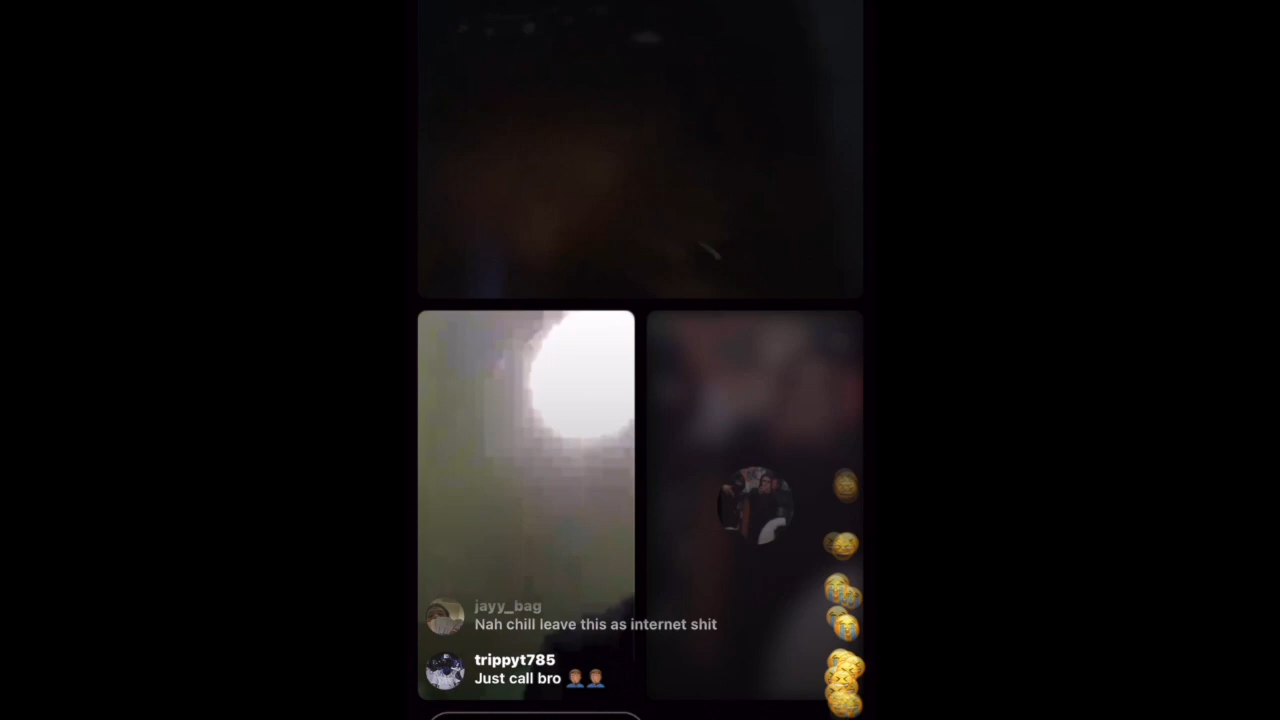 jayy_bag
Nah chill leave this as internet shit
trippyt785
Just call bro 🤦🏽‍♂️🤦🏽‍♂️